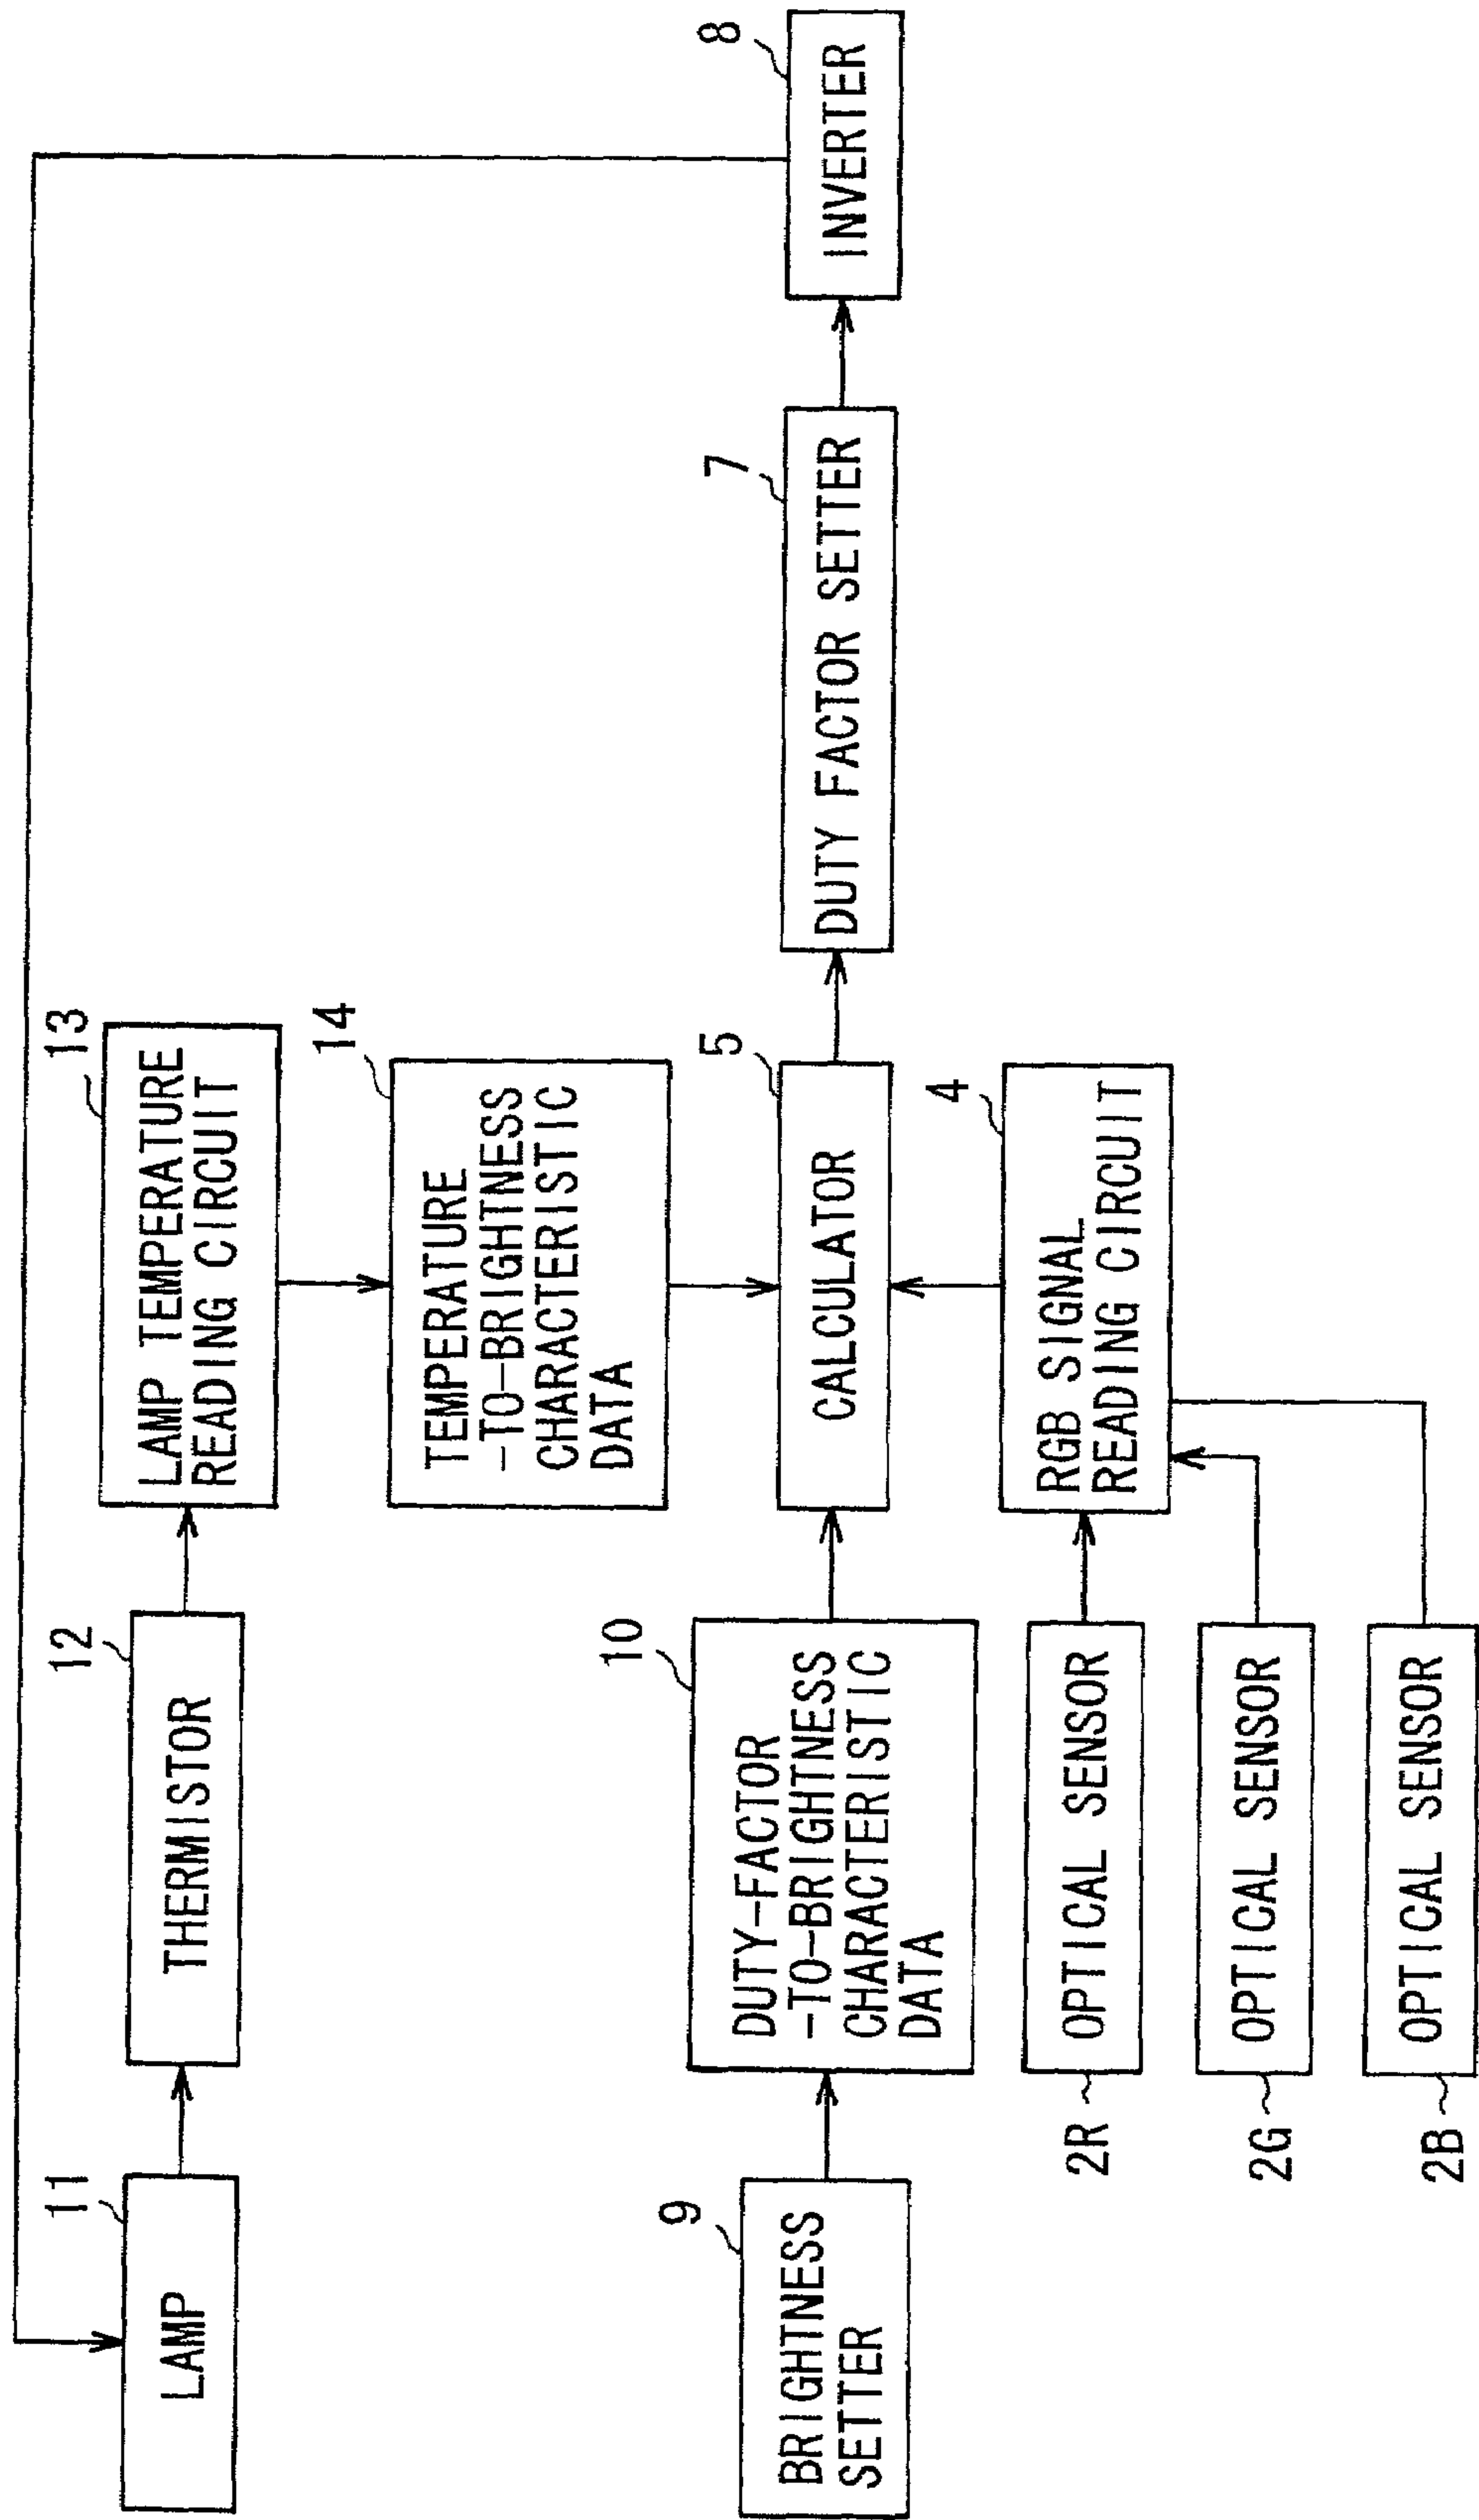 11
LAMP
12
THERMISTOR
13
LAMP TEMPERATURE
READING CIRCUIT
14
TEMPERATURE
-TO-BRIGHTNESS
CHARACTERISTIC
DATA
9
BRIGHTNESS
SETTER
10
DUTY-FACTOR
-TO-BRIGHTNESS
CHARACTERISTIC
DATA
5
CALCULATOR
7
DUTY FACTOR SETTER
8
INVERTER
2R
OPTICAL SENSOR
4
RGB SIGNAL
READING CIRCUIT
2G
OPTICAL SENSOR
2B
OPTICAL SENSOR